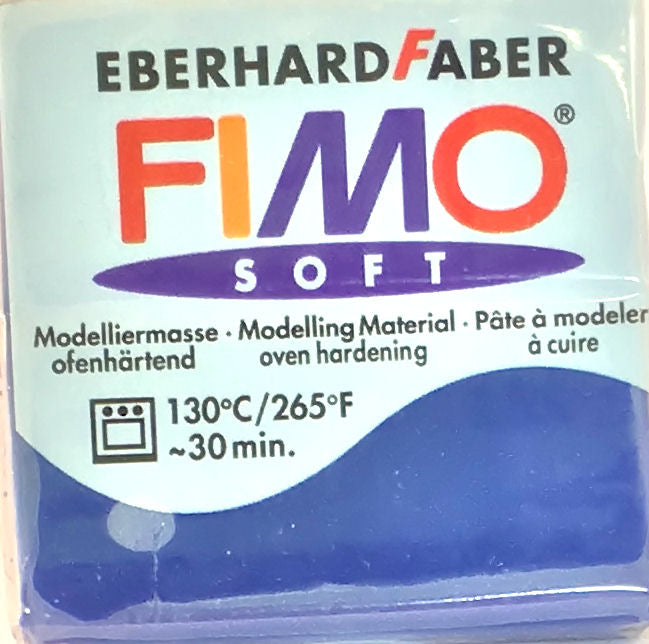 EBERHARDFABER
FIMO®
SOFT
Modelliermasse · Modelling Material · Pâte à modeler
ofenhärtend oven hardening à cuire
130°C/265°F
~30 min.